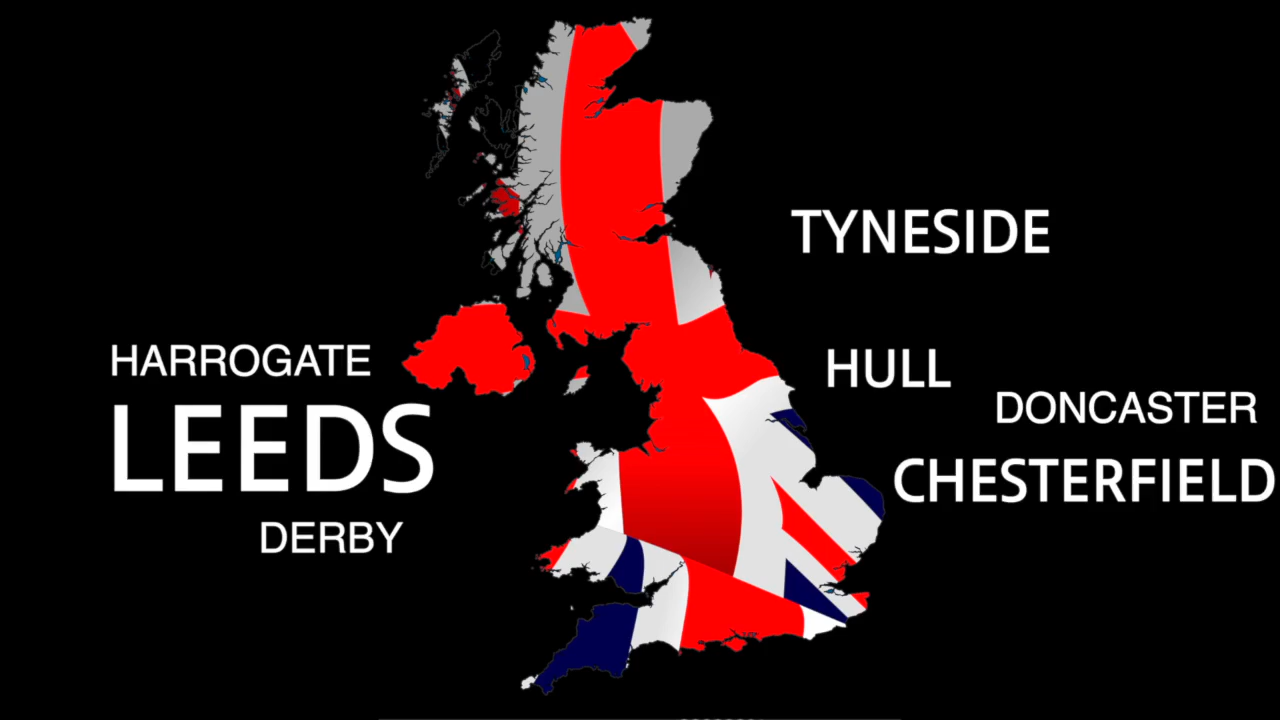 TYNESIDE
HARROGATE
HULL
DONCASTER
LEEDS
CHESTERFIELD
DERBY